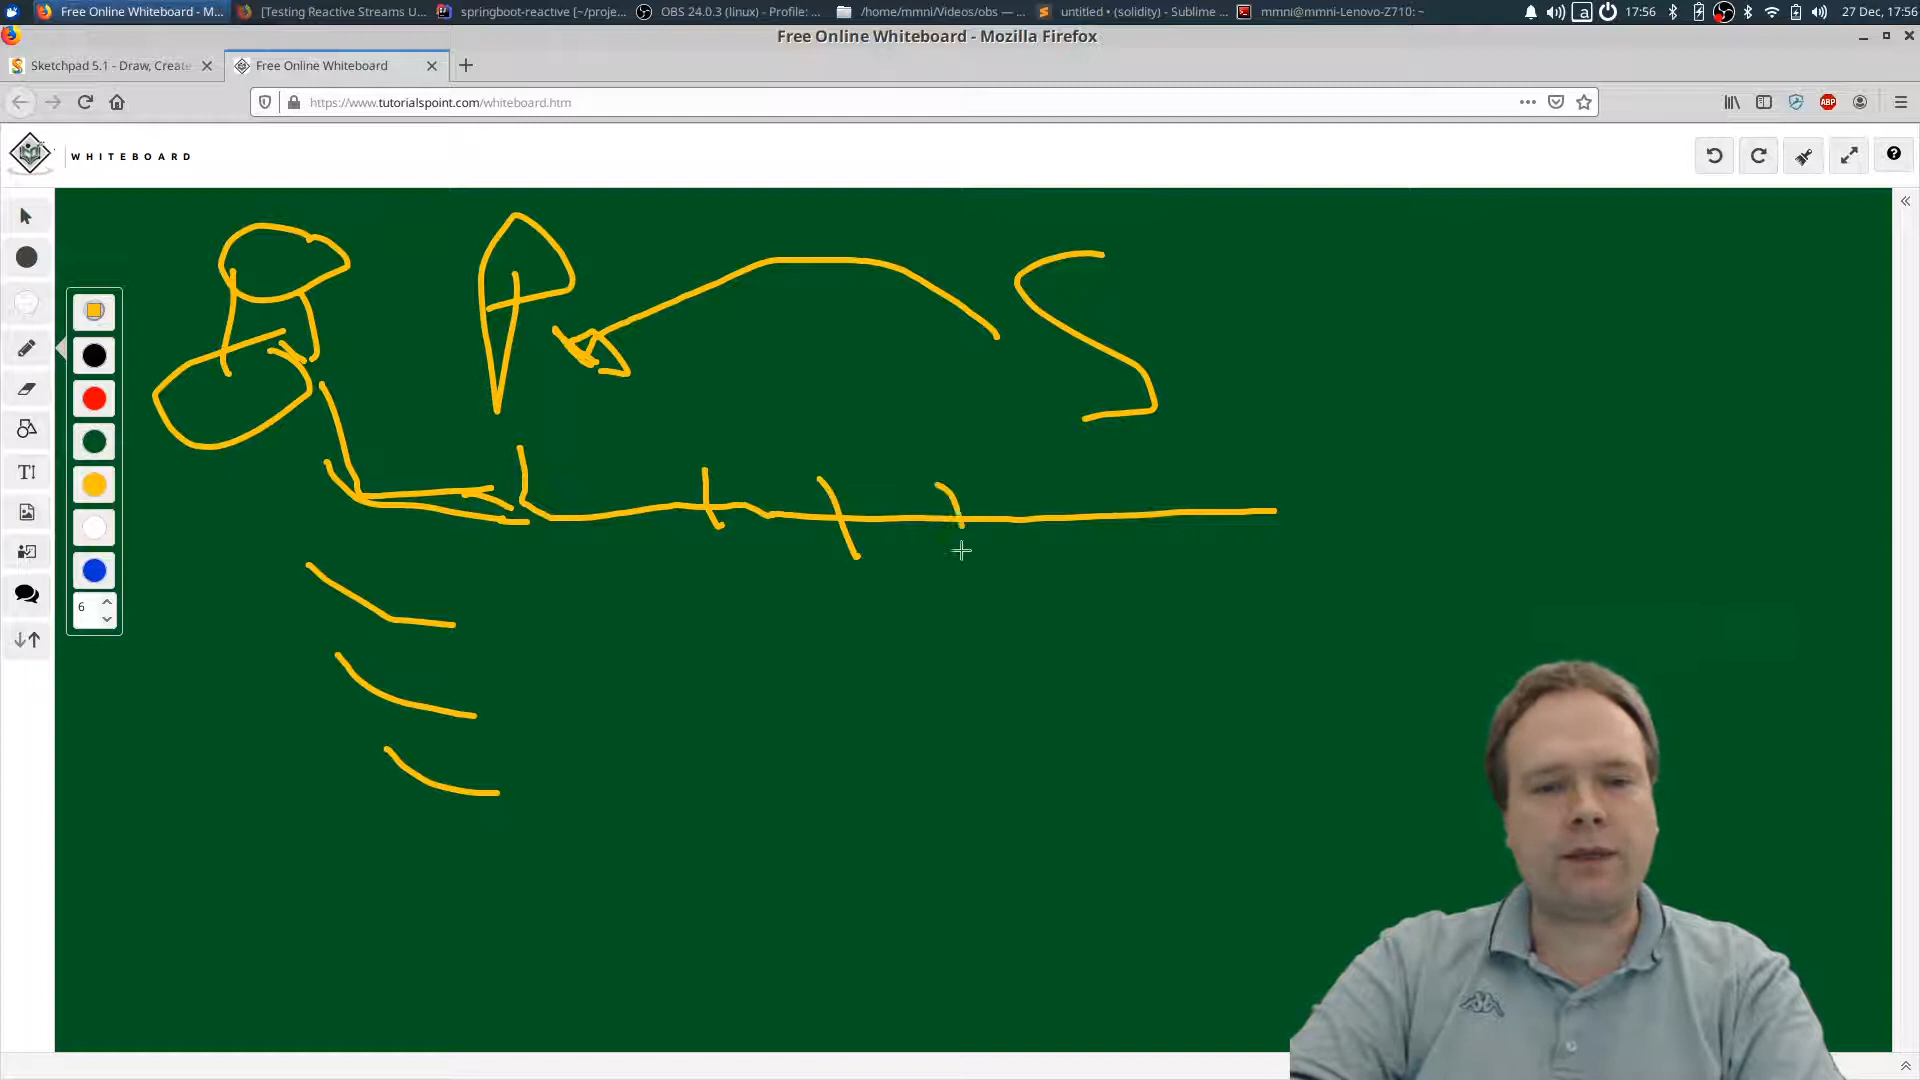 Free Online Whiteboard - M... [Testing Reactive Streams U... springboot-reactive [~/proje... OBS 24.0.3 (linux) - Profile: ... /home/mmni/Videos/obs — ... untitled • (solidity) - Sublime ... mmni@mmni-Lenovo-Z710: ~ a 17:56 27 Dec, 17:56
Free Online Whiteboard - Mozilla Firefox
Sketchpad 5.1 - Draw, Create Free Online Whiteboard
https://www.tutorialspoint.com/whiteboard.htm ABP
WHITEBOARD
P S
T
6